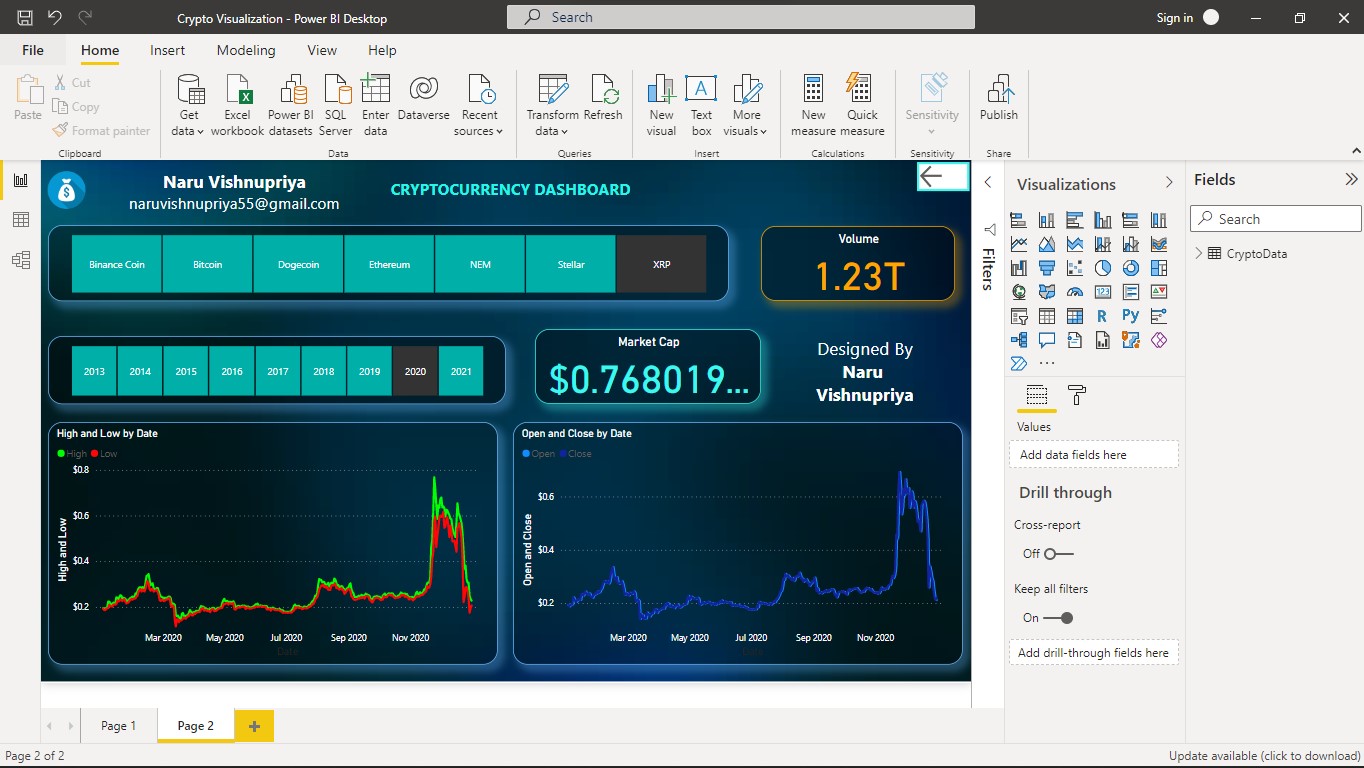 Crypto Visualization - Power BI Desktop
Search
Sign in
File Home Insert Modeling View Help
Paste
Cut
Copy
Format painter
Clipboard
Get data
Excel workbook
Power BI datasets
SQL Server
Enter data
Dataverse
Recent sources
Data
Transform data
Refresh
Queries
New visual
Text box
More visuals
Insert
New measure
Quick measure
Calculations
Sensitivity
Sensitivity
Publish
Share
Naru Vishnupriya
naruvishnupriya55@gmail.com
CRYPTOCURRENCY DASHBOARD
Binance Coin Bitcoin Dogecoin Ethereum NEM Stellar XRP
Volume
1.23T
2013 2014 2015 2016 2017 2018 2019 2020 2021
Market Cap
$0.768019...
Designed By
Naru
Vishnupriya
High and Low by Date
High Low
High and Low
$0.8
$0.6
$0.4
$0.2
Mar 2020 May 2020 Jul 2020 Sep 2020 Nov 2020
Date
Open and Close by Date
Open Close
Open and Close
$0.6
$0.4
$0.2
Mar 2020 May 2020 Jul 2020 Sep 2020 Nov 2020
Filters
Visualizations
123
R
Py
Values
Add data fields here
Drill through
Cross-report
Off
Keep all filters
On
Add drill-through fields here
Fields
Search
CryptoData
Page 1 Page 2
Page 2 of 2
Update available (click to download)